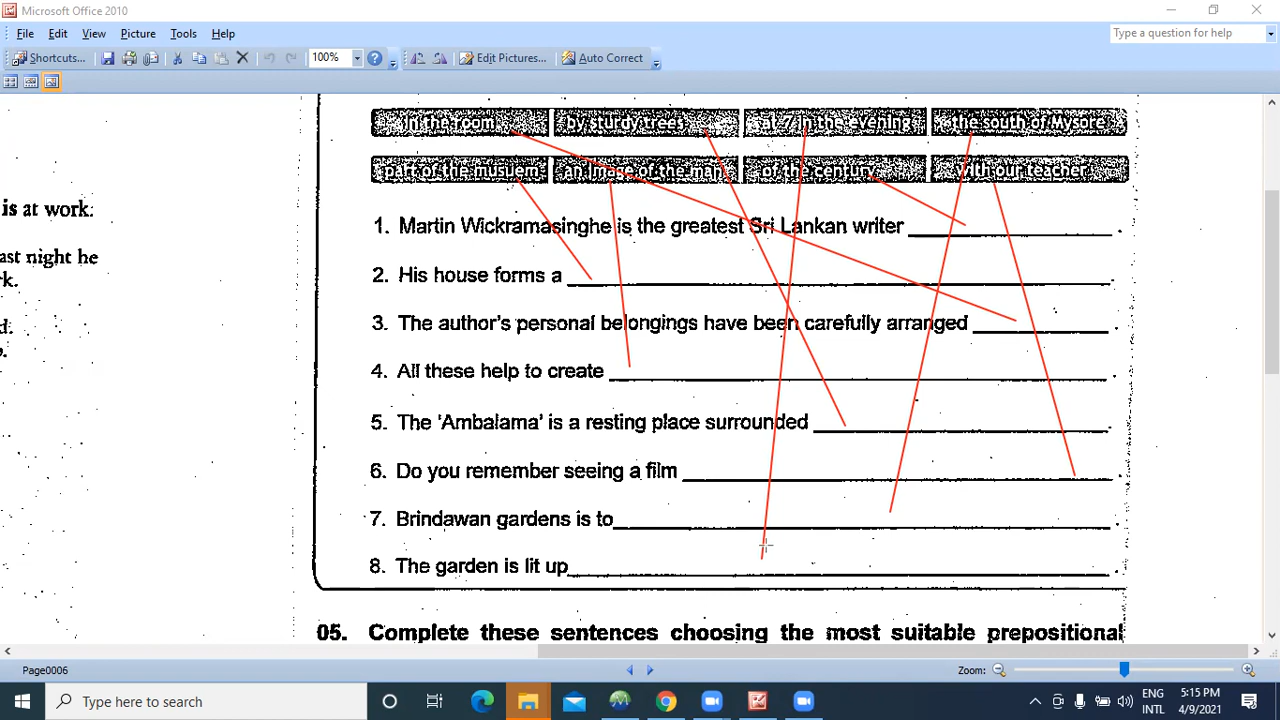 Microsoft Office 2010
File Edit View Picture Tools Help
Type a question for help
Shortcuts... 100% Edit Pictures... Auto Correct
in the room by sturdy trees at 7 in the evening the south of Mysore
part of the musuem an image of the man of the century with our teacher
is at work.
1. Martin Wickramasinghe is the greatest Sri Lankan writer .
ast night he
2. His house forms a .
k.
3. The author's personal belongings have been carefully arranged .
d.
4. All these help to create .
5. The 'Ambalama' is a resting place surrounded .
6. Do you remember seeing a film .
7. Brindawan gardens is to .
8. The garden is lit up .
05. Complete these sentences choosing the most suitable prepositional
Page0006 Zoom:
Type here to search
ENG
INTL
5:15 PM
4/9/2021